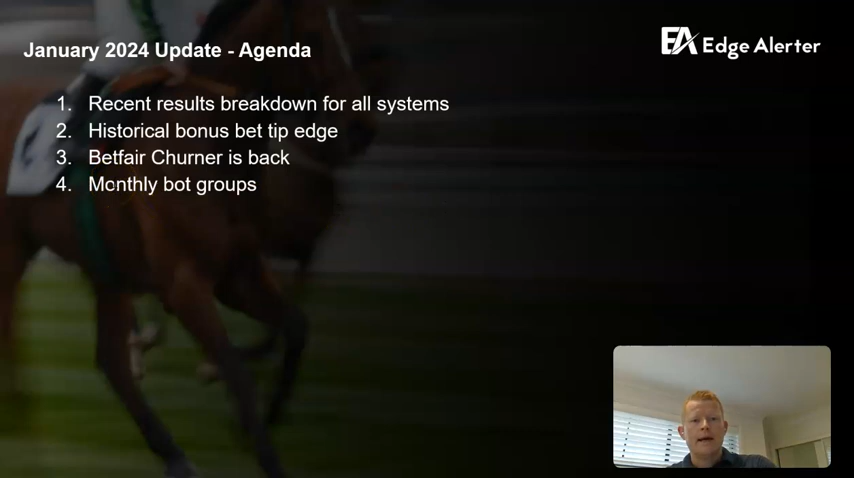 January 2024 Update - Agenda
EA Edge Alerter
1. Recent results breakdown for all systems
2. Historical bonus bet tip edge
3. Betfair Churner is back
4. Monthly bot groups